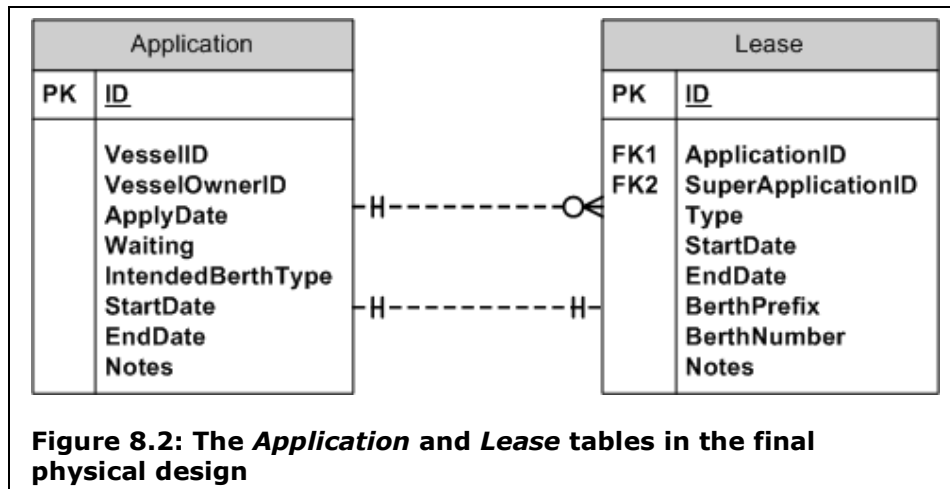 Application
PK ID
VesselID
VesselOwnerID
ApplyDate
Waiting
IntendedBerthType
StartDate
EndDate
Notes
Lease
PK ID
FK1 ApplicationID
FK2 SuperApplicationID
Type
StartDate
EndDate
BerthPrefix
BerthNumber
Notes
Figure 8.2: The Application and Lease tables in the final
physical design